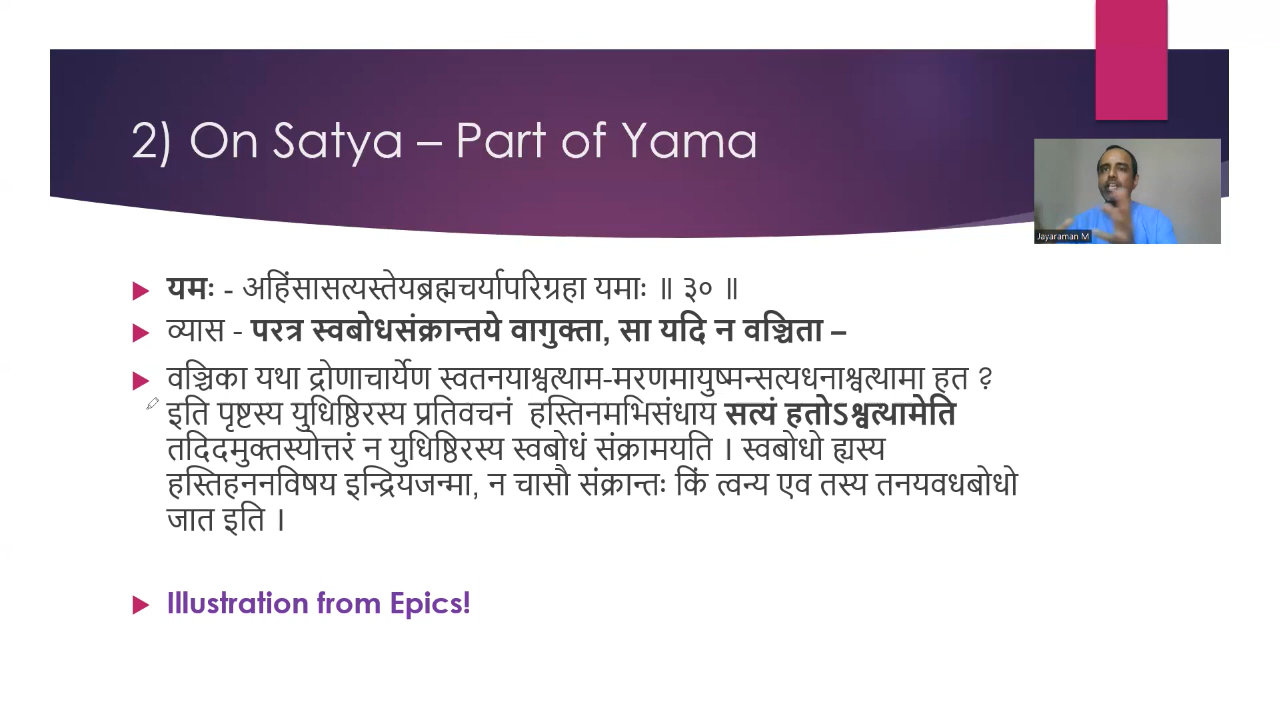 2) On Satya – Part of Yama
Jayaraman M
यमः - अहिंसासत्यस्तेयब्रह्मचर्यापरिग्रहा यमाः ॥ ३० ॥
व्यास - परत्र स्वबोधसंक्रान्तये वागुक्ता, सा यदि न वञ्चिता –
वञ्चिका यथा द्रोणाचार्येण स्वतनयाश्वत्थाम-मरणमायुष्मन्सत्यधनाश्वत्थामा हत ?
इति पृष्टस्य युधिष्ठिरस्य प्रतिवचनं हस्तिनमभिसंधाय सत्यं हतोऽश्वत्थामेति
तदिदमुक्तस्योत्तरं न युधिष्ठिरस्य स्वबोधं संक्रामयति । स्वबोधो ह्यस्य
हस्तिहननविषय इन्द्रियजन्मा, न चासौ संक्रान्तः किं त्वन्य एव तस्य तनयवधबोधो
जात इति ।
Illustration from Epics!